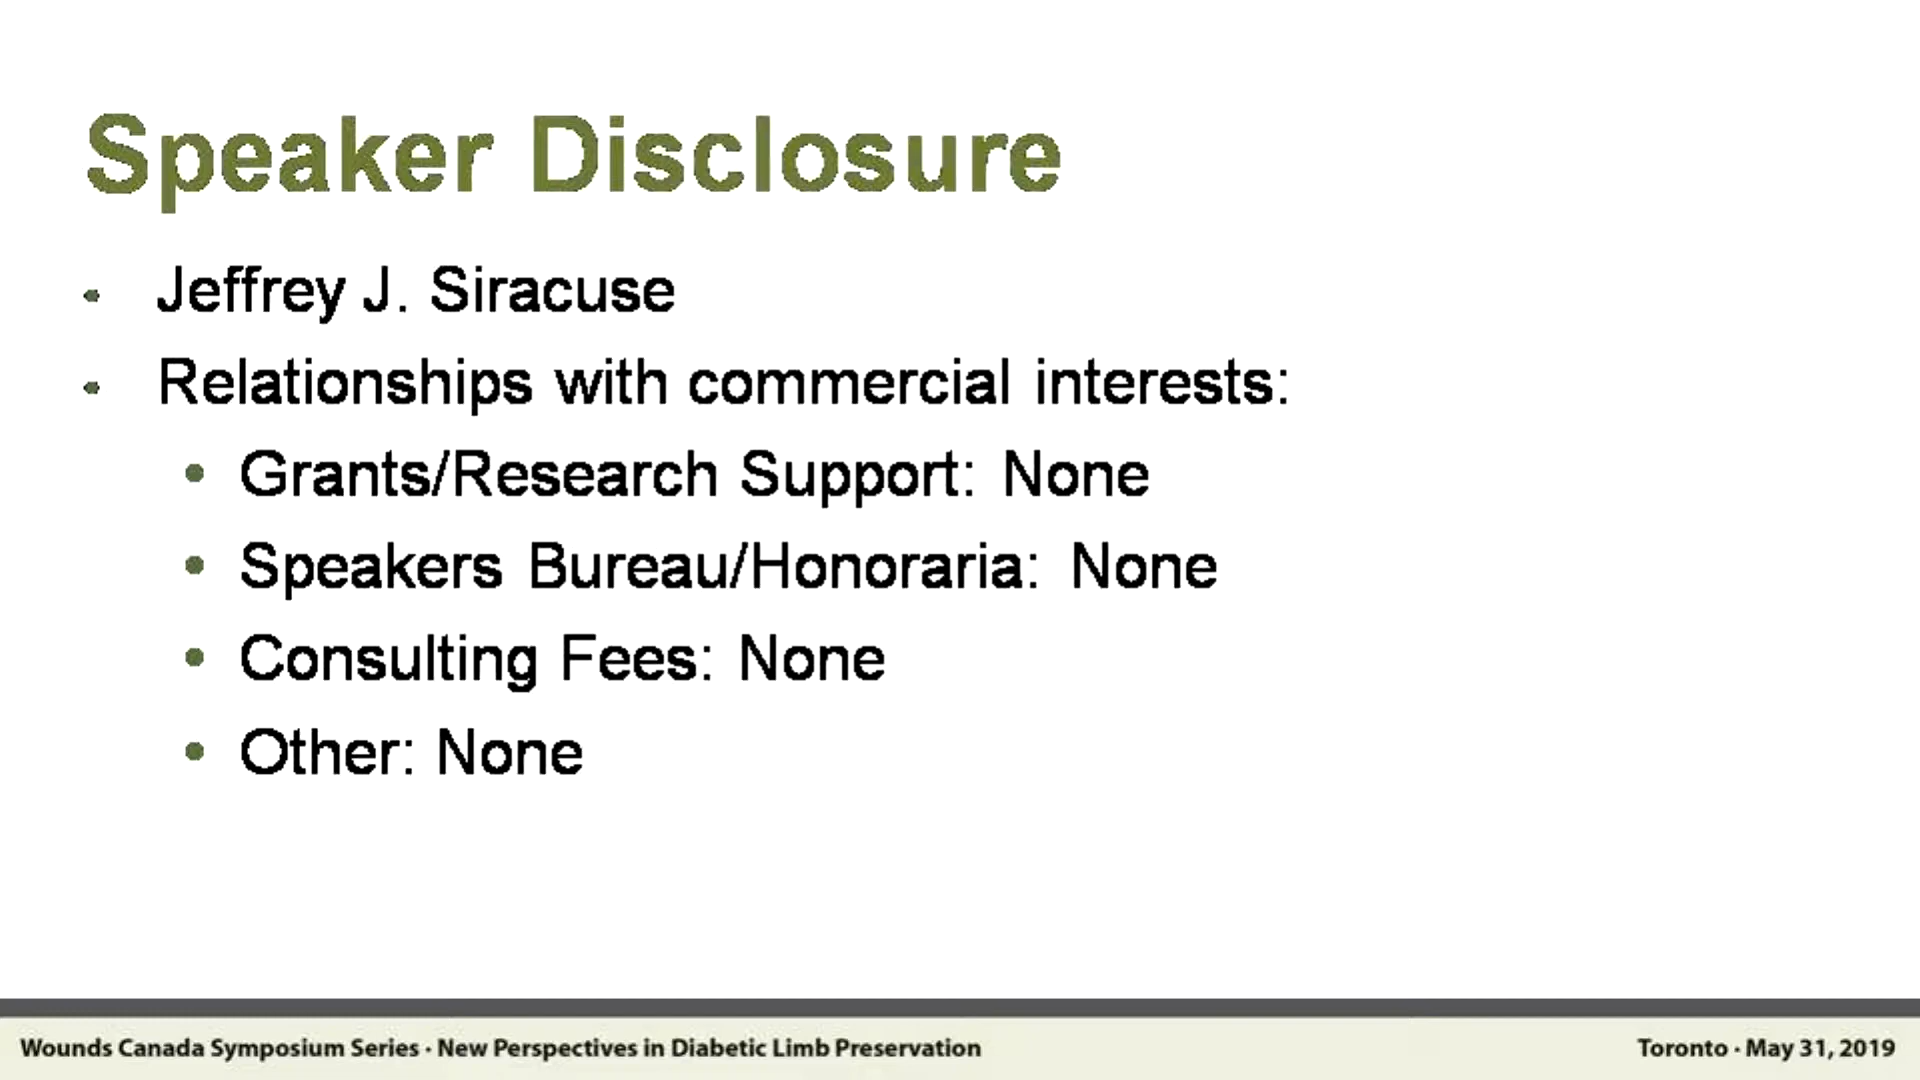 Speaker Disclosure
• Jeffrey J. Siracuse
• Relationships with commercial interests:
• Grants/Research Support: None
• Speakers Bureau/Honoraria: None
• Consulting Fees: None
• Other: None
Wounds Canada Symposium Series · New Perspectives in Diabetic Limb Preservation
Toronto · May 31, 2019